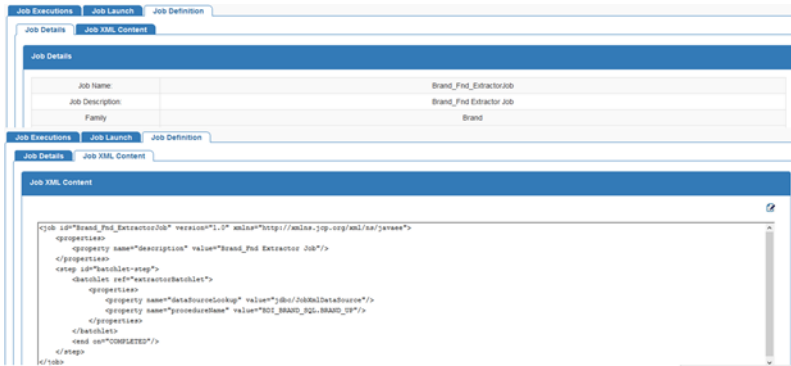 Job Executions Job Launch Job Definition
Job Details Job XML Content
Job Details
Job Name: Brand_Fnd_ExtractorJob
Job Description: Brand_Fnd Extractor Job
Family Brand
Job Executions Job Launch Job Definition
Job Details Job XML Content
Job XML Content
<job id="Brand_Fnd_ExtractorJob" version="1.0" xmlns="http://xmlns.jcp.org/xml/ns/javaee">
<properties>
<property name="description" value="Brand_Fnd Extractor Job"/>
</properties>
<step id="batchlet-step">
<batchlet ref="extractorBatchlet">
<properties>
<property name="dataSourceLookup" value="jdbc/JobXmlDataSource"/>
<property name="procedureName" value="BDI_BRAND_SQL.BRAND_UP"/>
</properties>
</batchlet>
<end on="COMPLETED"/>
</step>
</job>